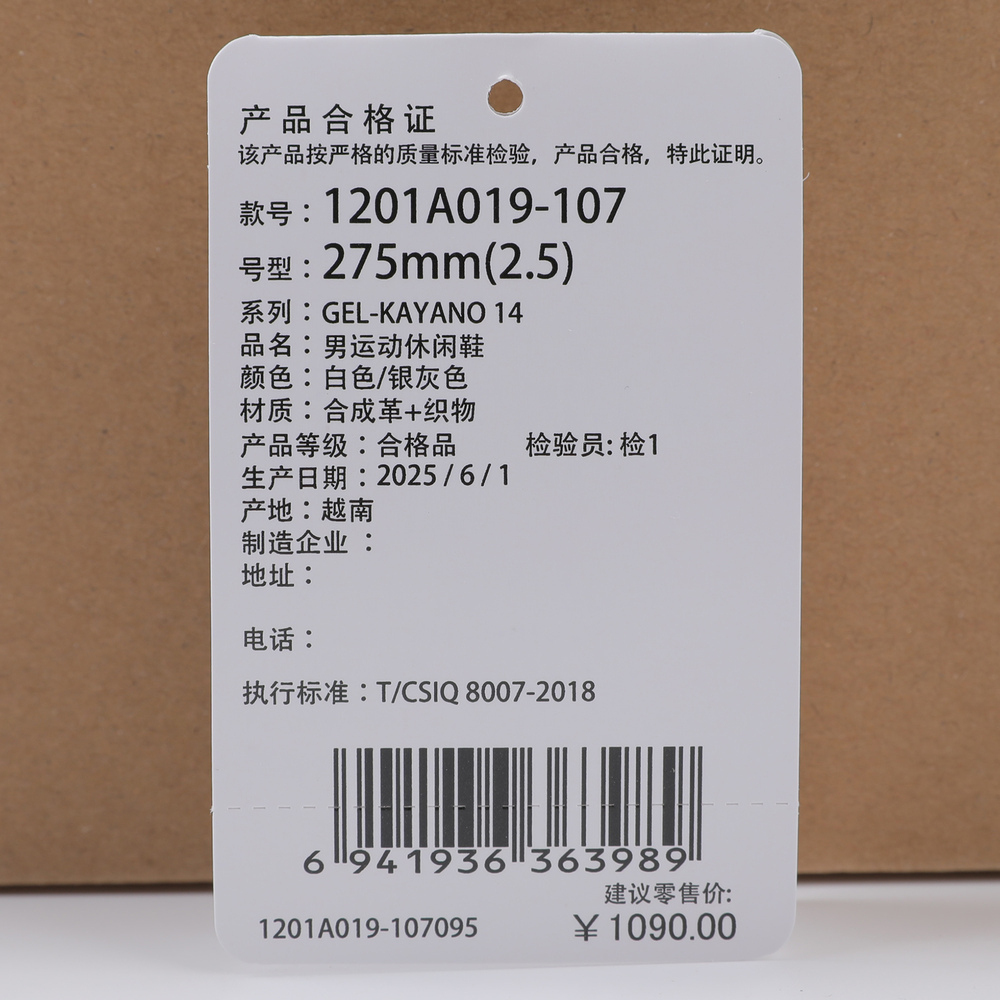 产品合格证
该产品按严格的质量标准检验，产品合格，特此证明。
款号：1201A019-107
号型：275mm(2.5)
系列：GEL-KAYANO 14
品名：男运动休闲鞋
颜色：白色/银灰色
材质：合成革+织物
产品等级：合格品 检验员: 检1
生产日期：2025 / 6 / 1
产地：越南
制造企业：
地址：
电话：
执行标准：T/CSIQ 8007-2018
6 941936 363989
建议零售价:
1201A019-107095 ￥1090.00